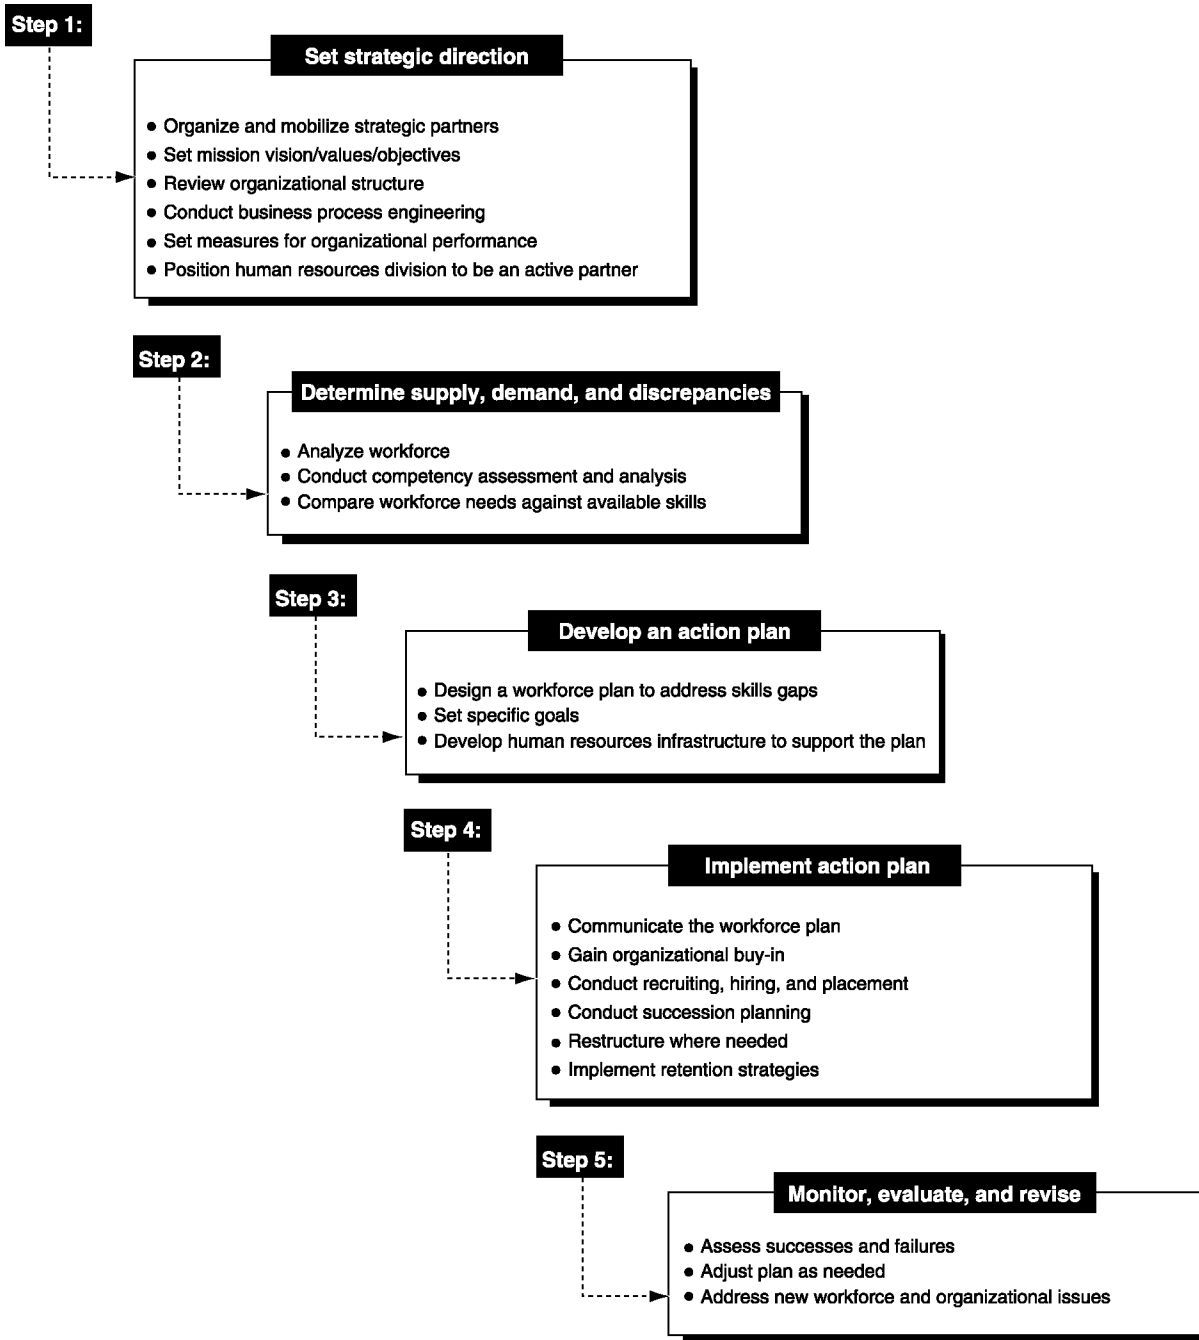 Step 1:
Set strategic direction
● Organize and mobilize strategic partners
● Set mission vision/values/objectives
● Review organizational structure
● Conduct business process engineering
● Set measures for organizational performance
● Position human resources division to be an active partner
Step 2:
Determine supply, demand, and discrepancies
● Analyze workforce
● Conduct competency assessment and analysis
● Compare workforce needs against available skills
Step 3:
Develop an action plan
● Design a workforce plan to address skills gaps
● Set specific goals
● Develop human resources infrastructure to support the plan
Step 4:
Implement action plan
● Communicate the workforce plan
● Gain organizational buy-in
● Conduct recruiting, hiring, and placement
● Conduct succession planning
● Restructure where needed
● Implement retention strategies
Step 5:
Monitor, evaluate, and revise
● Assess successes and failures
● Adjust plan as needed
● Address new workforce and organizational issues